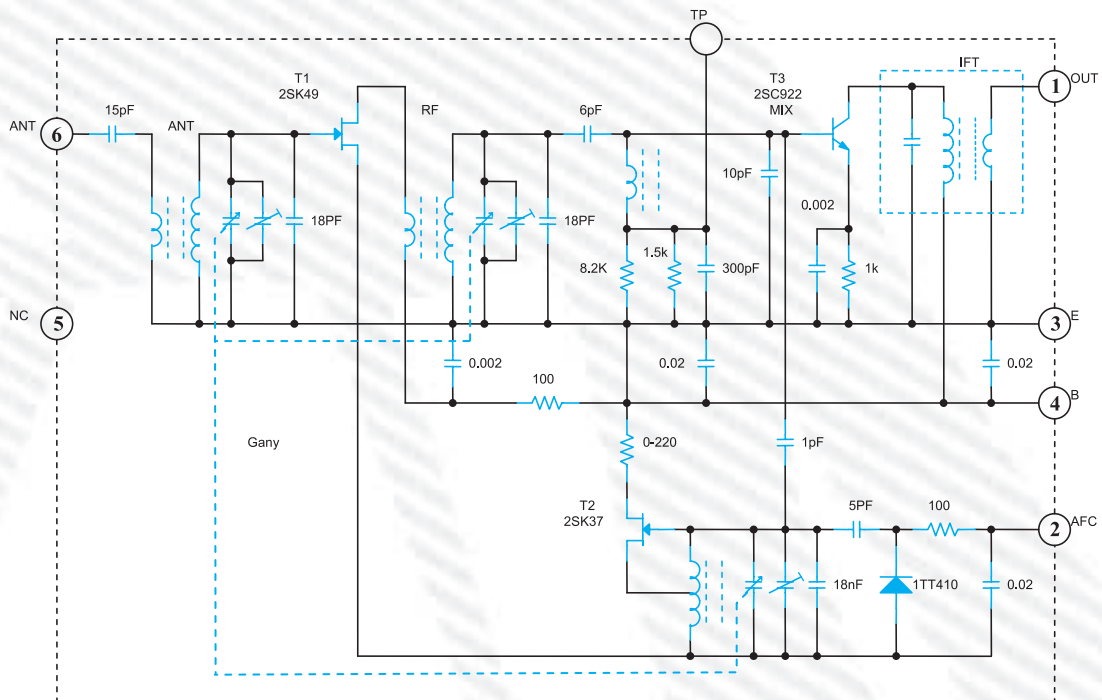 TP
T1
2SK49
T3
2SC922
MIX
IFT
1
OUT
15pF
ANT
6
ANT
RF
6pF
10pF
0.002
18PF
18PF
8.2K
1.5k
300pF
1k
NC
5
3
E
0.002
0.02
0.02
100
4
B
Gany
0-220
1pF
T2
2SK37
5PF
100
2
AFC
18nF
1TT410
0.02